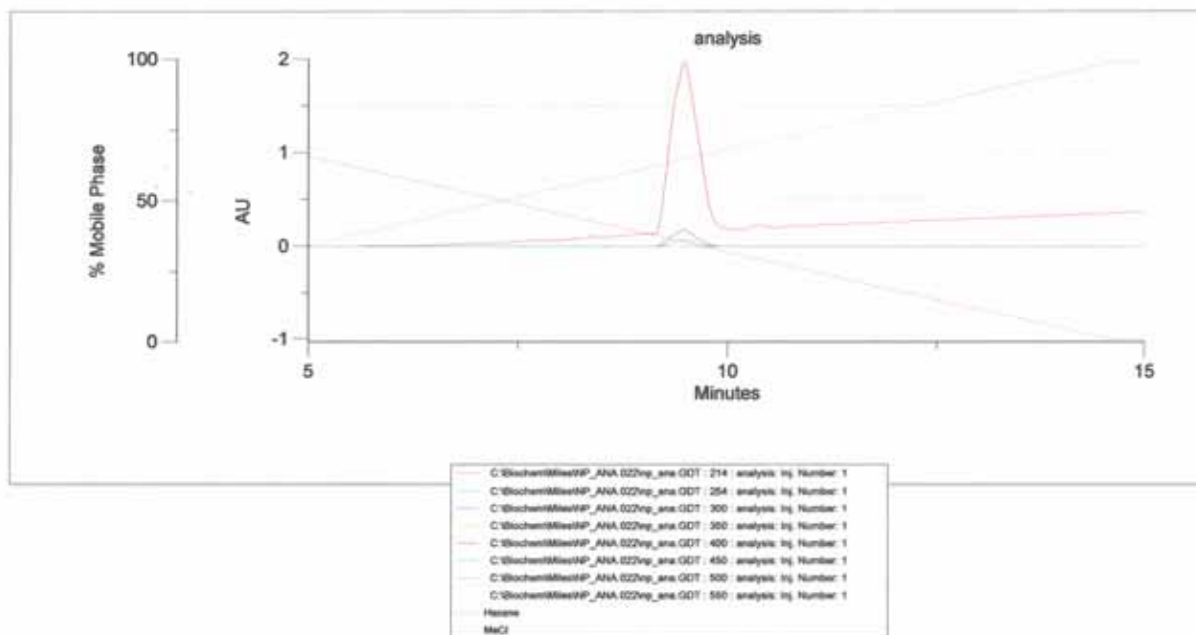 analysis
100
50
0
% Mobile Phase
2
1
0
-1
AU
5
10
15
Minutes
C:\Biochem\Miles\NP_ANA.022\np_ana.GDT : 214 : analysis: Inj. Number: 1
C:\Biochem\Miles\NP_ANA.022\np_ana.GDT : 254 : analysis: Inj. Number: 1
C:\Biochem\Miles\NP_ANA.022\np_ana.GDT : 300 : analysis: Inj. Number: 1
C:\Biochem\Miles\NP_ANA.022\np_ana.GDT : 350 : analysis: Inj. Number: 1
C:\Biochem\Miles\NP_ANA.022\np_ana.GDT : 400 : analysis: Inj. Number: 1
C:\Biochem\Miles\NP_ANA.022\np_ana.GDT : 450 : analysis: Inj. Number: 1
C:\Biochem\Miles\NP_ANA.022\np_ana.GDT : 500 : analysis: Inj. Number: 1
C:\Biochem\Miles\NP_ANA.022\np_ana.GDT : 550 : analysis: Inj. Number: 1
Hexane
MeCl